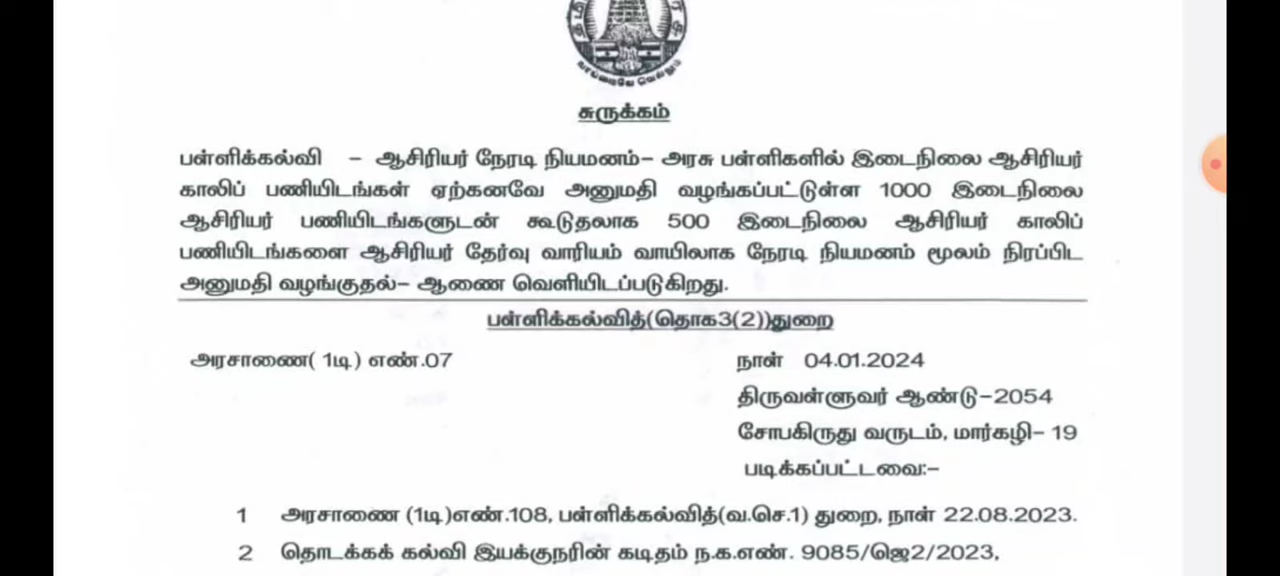 வாய்மையே வெல்லும்
சுருக்கம்
பள்ளிக்கல்வி – ஆசிரியர் நேரடி நியமனம்– அரசு பள்ளிகளில் இடைநிலை ஆசிரியர்
காலிப் பணியிடங்கள் ஏற்கனவே அனுமதி வழங்கப்பட்டுள்ள 1000 இடைநிலை
ஆசிரியர் பணியிடங்களுடன் கூடுதலாக 500 இடைநிலை ஆசிரியர் காலிப்
பணியிடங்களை ஆசிரியர் தேர்வு வாரியம் வாயிலாக நேரடி நியமனம் மூலம் நிரப்பிட
அனுமதி வழங்குதல்– ஆணை வெளியிடப்படுகிறது.
பள்ளிக்கல்வித்(தொக3(2))துறை
அரசாணை( 1டி) எண்.07 நாள் 04.01.2024
திருவள்ளுவர் ஆண்டு-2054
சோபகிருது வருடம், மார்கழி– 19
படிக்கப்பட்டவை:–
1 அரசாணை (1டி)எண்.108, பள்ளிக்கல்வித்(வ.செ.1) துறை, நாள் 22.08.2023.
2 தொடக்கக் கல்வி இயக்குநரின் கடிதம் ந.க.எண். 9085/ஜெ2/2023,